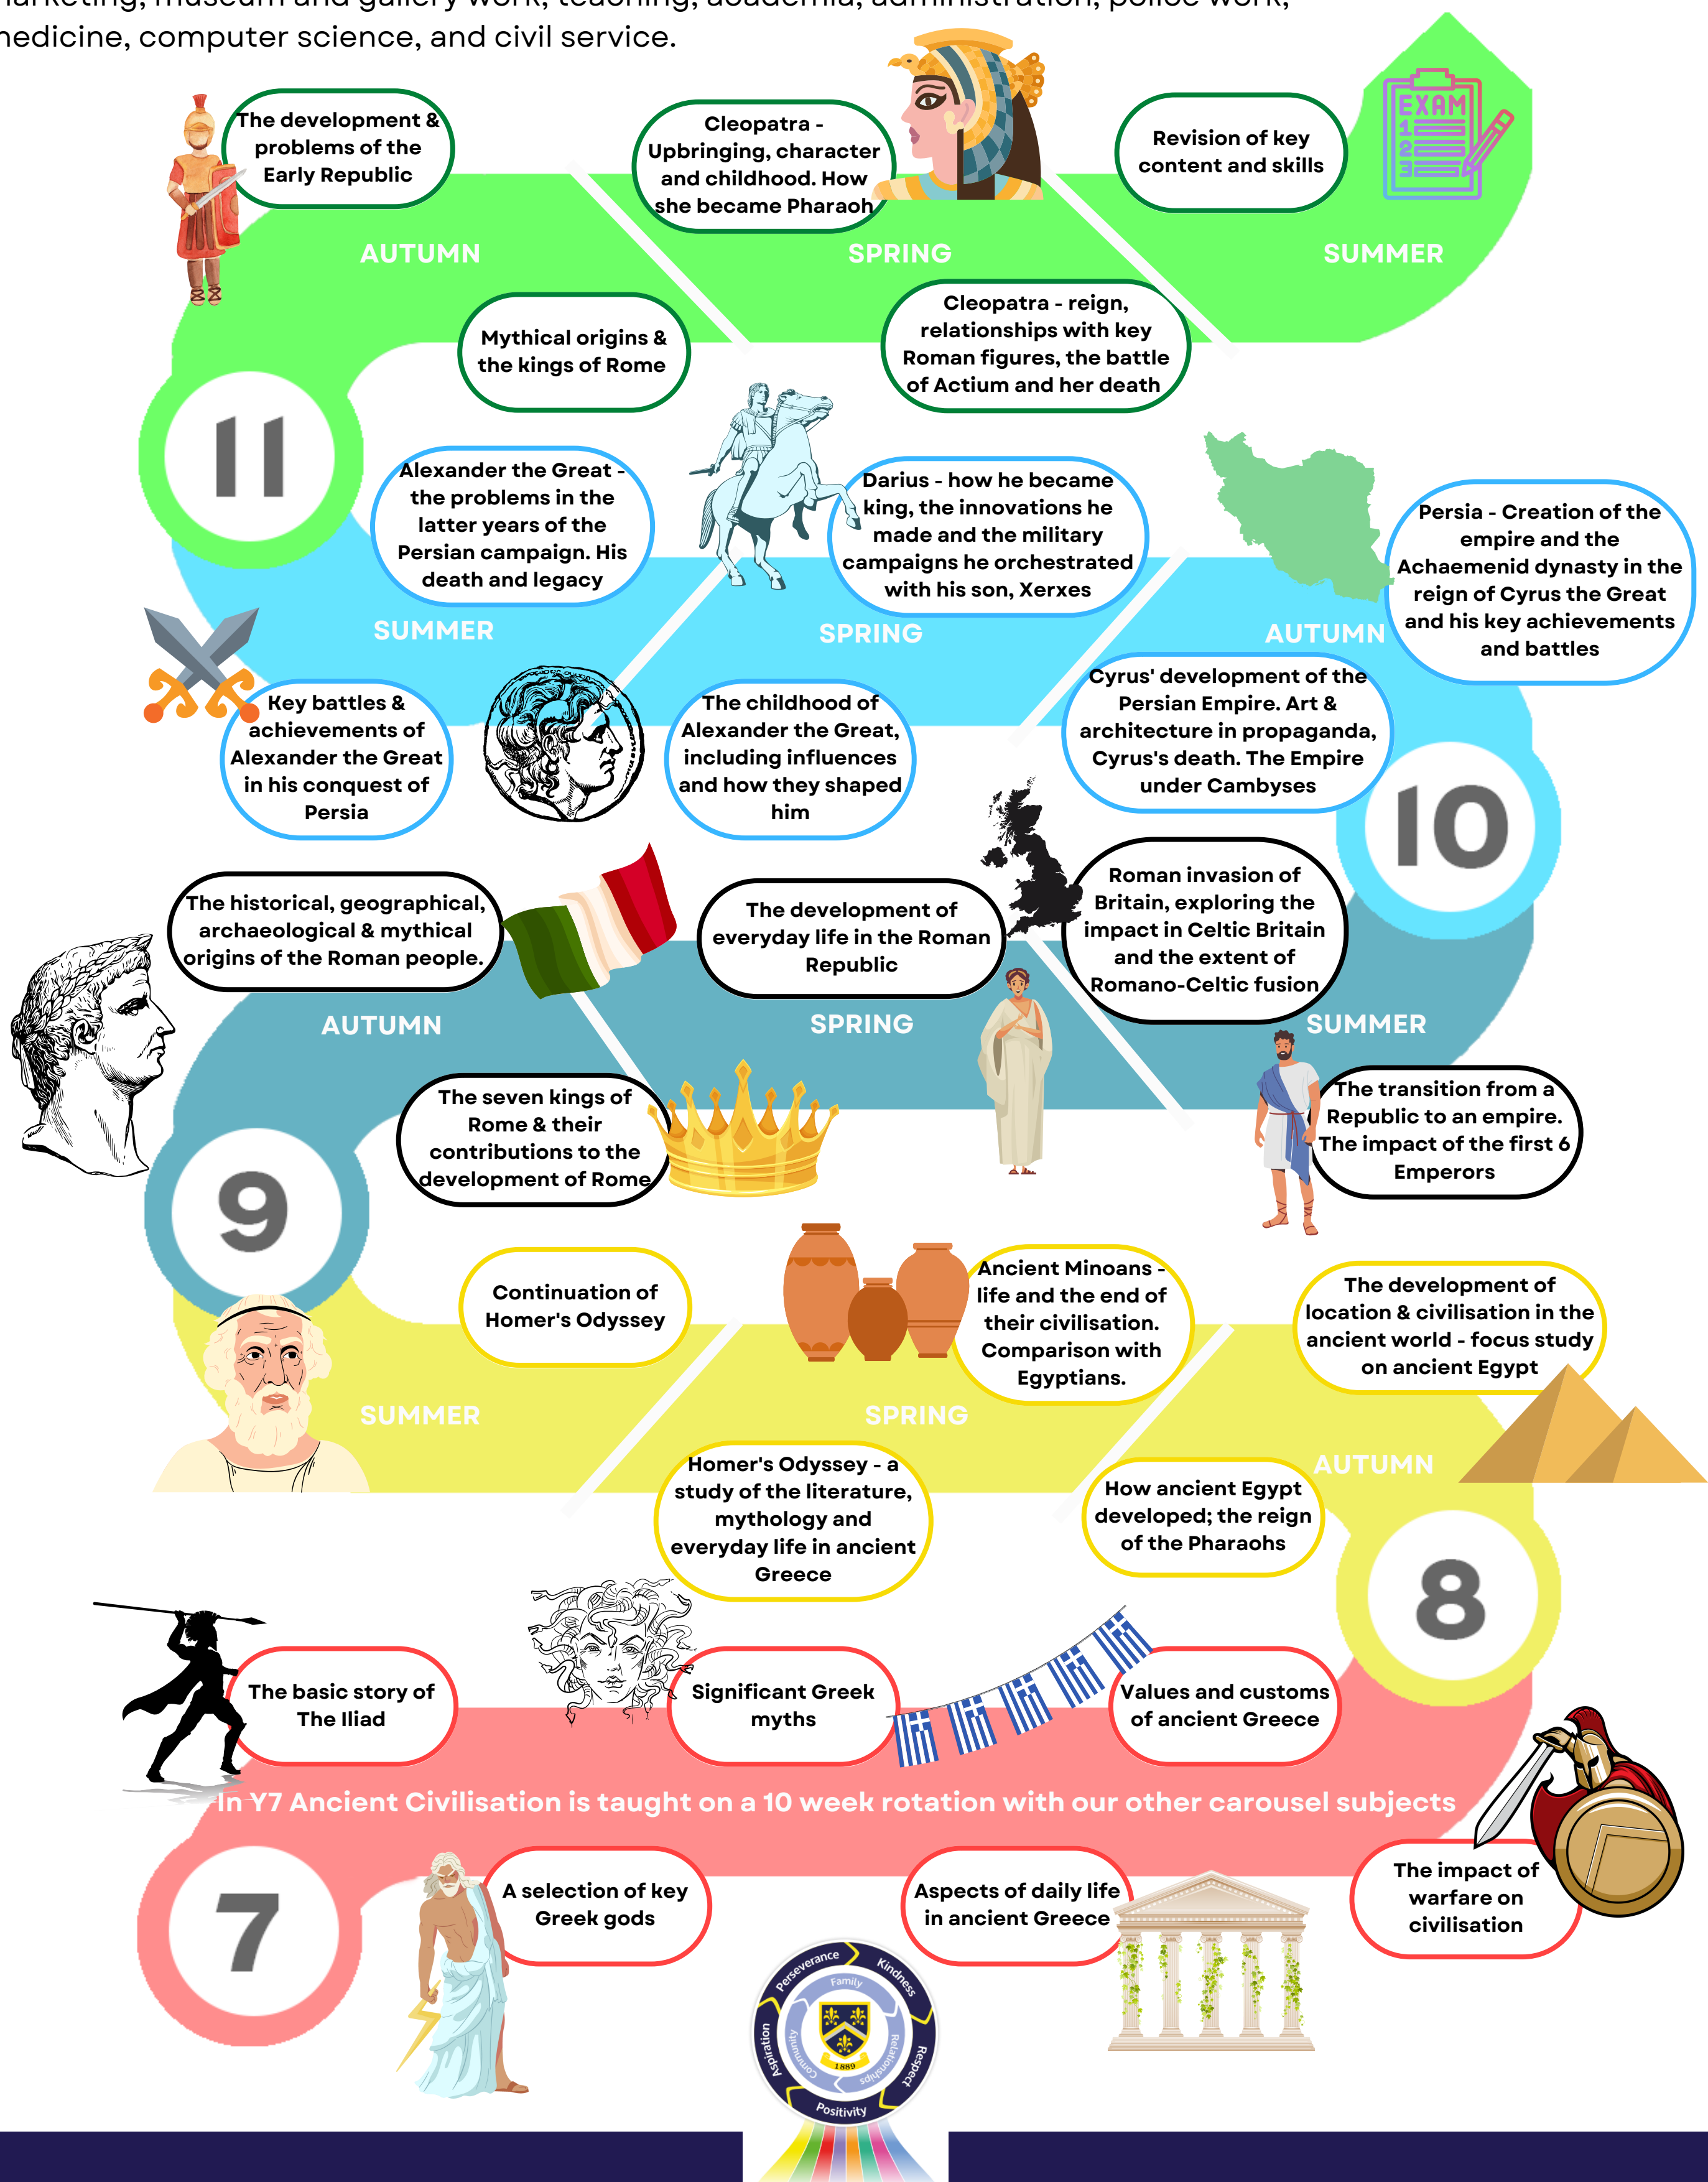 marketing, museum and gallery work, teaching, academia, administration, police work,
medicine, computer science, and civil service.
The development &
problems of the
Early Republic
Cleopatra -
Upbringing, character
and childhood. How
she became Pharaoh
Revision of key
content and skills
EXAM
1
2
3
AUTUMN
SPRING
SUMMER
Mythical origins &
the kings of Rome
Cleopatra - reign,
relationships with key
Roman figures, the battle
of Actium and her death
11
Alexander the Great -
the problems in the
latter years of the
Persian campaign. His
death and legacy
Darius - how he became
king, the innovations he
made and the military
campaigns he orchestrated
with his son, Xerxes
Persia - Creation of the
empire and the
Achaemenid dynasty in the
reign of Cyrus the Great
and his key achievements
and battles
SUMMER
SPRING
AUTUMN
Key battles &
achievements of
Alexander the Great
in his conquest of
Persia
The childhood of
Alexander the Great,
including influences
and how they shaped
him
Cyrus' development of the
Persian Empire. Art &
architecture in propaganda,
Cyrus's death. The Empire
under Cambyses
10
The historical, geographical,
archaeological & mythical
origins of the Roman people.
The development of
everyday life in the Roman
Republic
Roman invasion of
Britain, exploring the
impact in Celtic Britain
and the extent of
Romano-Celtic fusion
AUTUMN
SPRING
SUMMER
The seven kings of
Rome & their
contributions to the
development of Rome
The transition from a
Republic to an empire.
The impact of the first 6
Emperors
9
Continuation of
Homer's Odyssey
Ancient Minoans -
life and the end of
their civilisation.
Comparison with
Egyptians.
The development of
location & civilisation in the
ancient world - focus study
on ancient Egypt
SUMMER
SPRING
AUTUMN
Homer's Odyssey - a
study of the literature,
mythology and
everyday life in ancient
Greece
How ancient Egypt
developed; the reign
of the Pharaohs
8
The basic story of
The Iliad
Significant Greek
myths
Values and customs
of ancient Greece
In Y7 Ancient Civilisation is taught on a 10 week rotation with our other carousel subjects
7
A selection of key
Greek gods
Aspects of daily life
in ancient Greece
The impact of
warfare on
civilisation
Perseverance
Kindness
Respect
Positivity
Aspiration
Family
Relationships
Community
1889